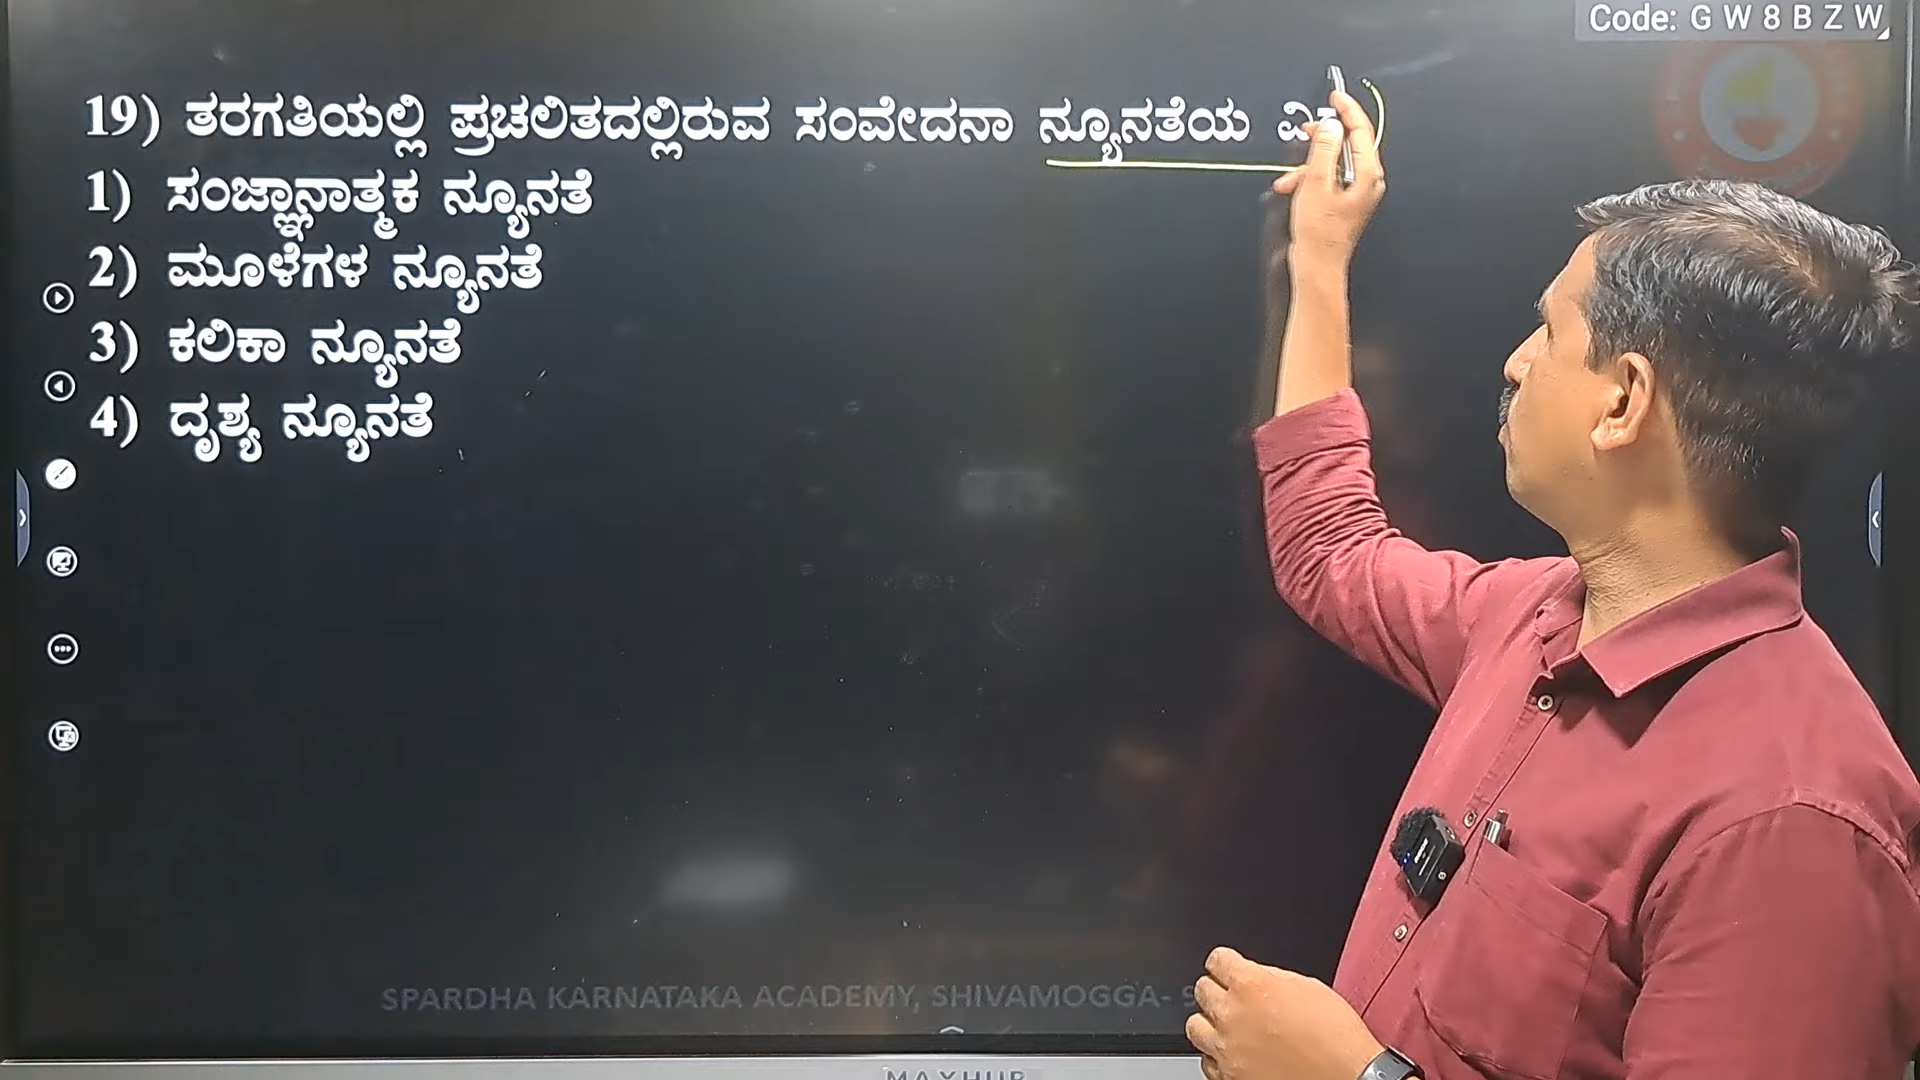 Code: G W 8 B Z W
19) ತರಗತಿಯಲ್ಲಿ ಪ್ರಚಲಿತದಲ್ಲಿರುವ ಸಂವೇದನಾ ನ್ಯೂನತೆಯ
1) ಸಂಜ್ಞಾನಾತ್ಮಕ ನ್ಯೂನತೆ
2) ಮೂಳೆಗಳ ನ್ಯೂನತೆ
3) ಕಲಿಕಾ ನ್ಯೂನತೆ
4) ದೃಶ್ಯ ನ್ಯೂನತೆ
SPARDHA KARNATAKA ACADEMY, SHIVAMOGGA-
MAXHUB